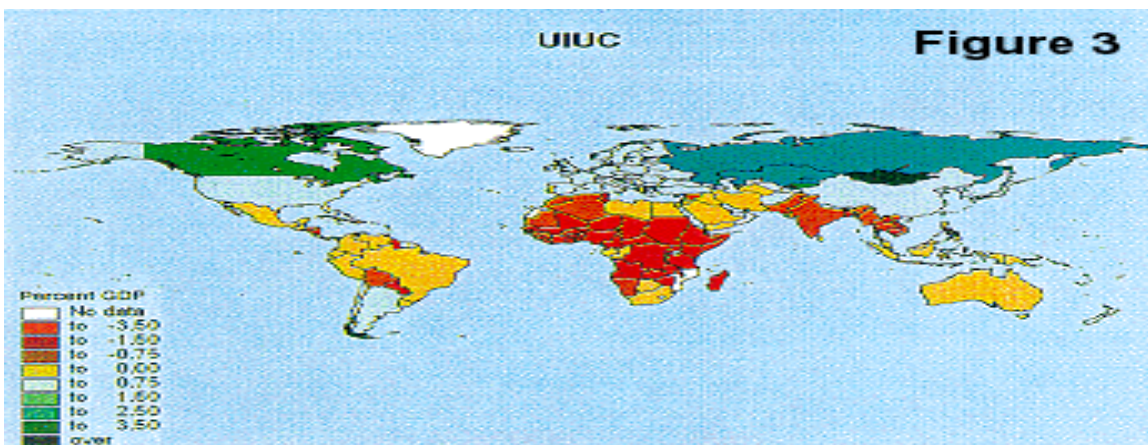 UIUC
Figure 3
Percent GDP
No data
to -3.50
to -1.50
to -0.75
to 0.00
to 0.75
to 1.50
to 2.50
to 3.50
over